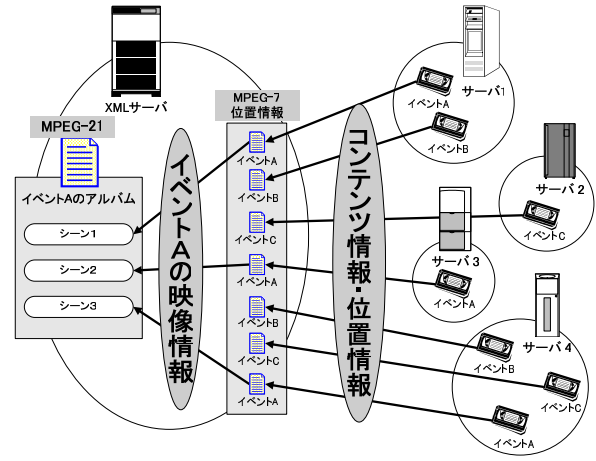 XMLサーバ
MPEG-21
イベントAのアルバム
シーン1
シーン2
シーン3
イベントAの映像情報
MPEG-7
位置情報
イベントA
イベントB
イベントC
イベントA
イベントB
イベントC
イベントA
コンテンツ情報・位置情報
サーバ1
イベントA
イベントB
サーバ2
イベントC
サーバ3
イベントA
サーバ4
イベントB
イベントC
イベントA